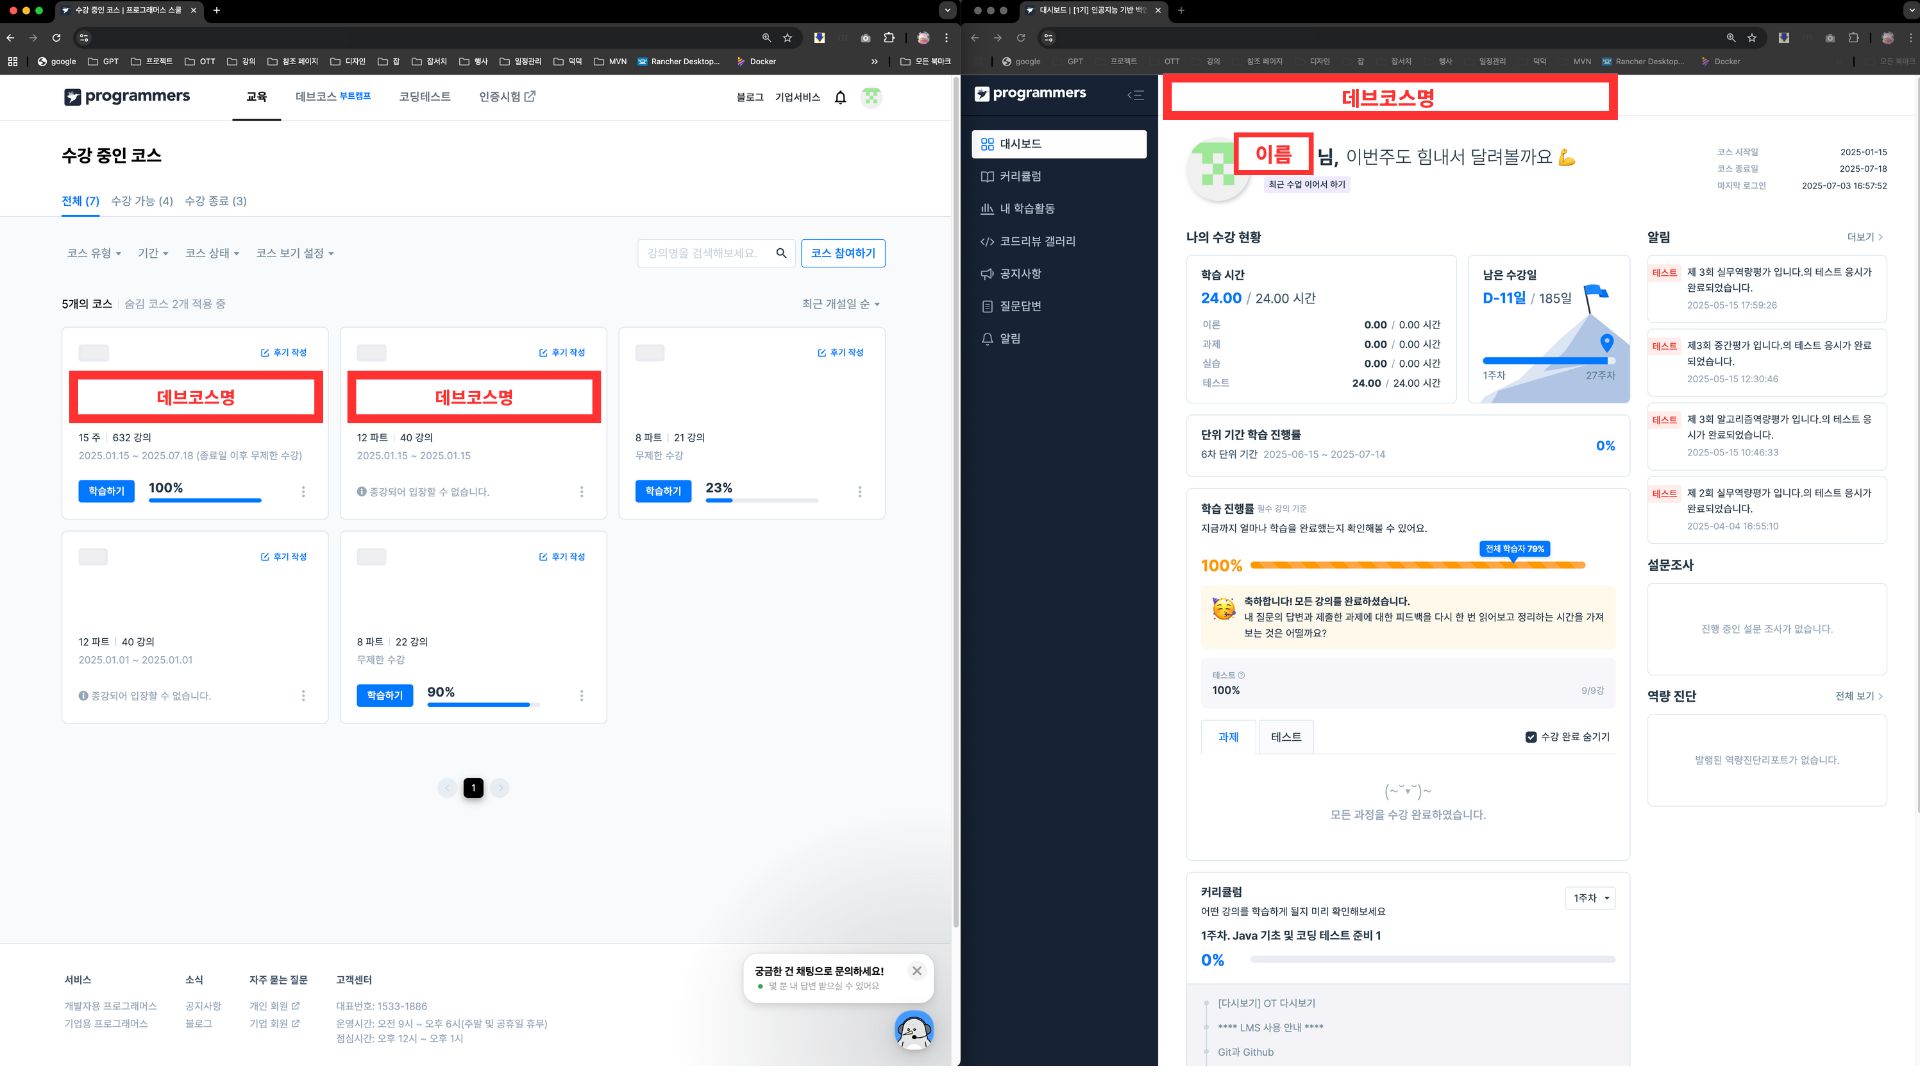 수강 중인 코스 | 프로그래머스 스쿨
google GPT 프로젝트 OTT 강의 참조 페이지 디자인 잡 잡서치 행사 일정관리 덕덕 MVN Rancher Desktop... Docker » 모든 북마크
programmers 교육 데브코스 부트캠프 코딩테스트 인증시험 블로그 기업서비스
수강 중인 코스
전체 (7) 수강 가능 (4) 수강 종료 (3)
코스 유형 기간 코스 상태 코스 보기 설정 강의명을 검색해보세요. 코스 참여하기
5개의 코스 숨김 코스 2개 적용 중 최근 개설일 순
후기 작성
데브코스명
15 주 632 강의
2025.01.15 ~ 2025.07.18 (종료일 이후 무제한 수강)
학습하기 100%
후기 작성
데브코스명
12 파트 40 강의
2025.01.15 ~ 2025.01.15
종강되어 입장할 수 없습니다.
후기 작성
8 파트 21 강의
무제한 수강
학습하기 23%
후기 작성
12 파트 40 강의
2025.01.01 ~ 2025.01.01
종강되어 입장할 수 없습니다.
후기 작성
8 파트 22 강의
무제한 수강
학습하기 90%
1
서비스
개발자용 프로그래머스
기업용 프로그래머스
소식
공지사항
블로그
자주 묻는 질문
개인 회원
기업 회원
고객센터
대표번호: 1533-1886
운영시간: 오전 9시 ~ 오후 6시(주말 및 공휴일 휴무)
점심시간: 오후 12시 ~ 오후 1시
궁금한 건 채팅으로 문의하세요!
몇 분 내 답변 받으실 수 있어요
대시보드 | [1기] 인공지능 기반 백엔
google GPT 프로젝트 OTT 강의 참조 페이지 디자인 잡 잡서치 행사 일정관리 덕덕 MVN Rancher Desktop... Docker 모든 북마크
programmers
대시보드
커리큘럼
내 학습활동
코드리뷰 갤러리
공지사항
질문답변
알림
데브코스명
이름 님, 이번주도 힘내서 달려볼까요 💪
최근 수업 이어서 하기
코스 시작일 2025-01-15
코스 종료일 2025-07-18
마지막 로그인 2025-07-03 16:57:52
나의 수강 현황
학습 시간
24.00 / 24.00 시간
이론 0.00 / 0.00 시간
과제 0.00 / 0.00 시간
실습 0.00 / 0.00 시간
테스트 24.00 / 24.00 시간
남은 수강일
D-11일 / 185일
1주차 27주차
단위 기간 학습 진행률
6차 단위 기간 2025-06-15 ~ 2025-07-14
0%
학습 진행률 필수 강의 기준
지금까지 얼마나 학습을 완료했는지 확인해볼 수 있어요.
전체 학습자 79%
100%
축하합니다! 모든 강의를 완료하셨습니다.
내 질문의 답변과 제출한 과제에 대한 피드백을 다시 한 번 읽어보고 정리하는 시간을 가져
보는 것은 어떨까요?
테스트
100% 9/9강
과제 테스트 수강 완료 숨기기
(~˘▾˘)~
모든 과정을 수강 완료하였습니다.
커리큘럼
어떤 강의를 학습하게 될지 미리 확인해보세요
1주차
1주차. Java 기초 및 코딩 테스트 준비 1
0%
[다시보기] OT 다시보기
**** LMS 사용 안내 ****
Git과 Github
알림 더보기
테스트 제 3회 실무역량평가 입니다.의 테스트 응시가
완료되었습니다.
2025-05-15 17:59:26
테스트 제3회 중간평가 입니다.의 테스트 응시가 완료
되었습니다.
2025-05-15 12:30:46
테스트 제 3회 알고리즘역량평가 입니다.의 테스트 응
시가 완료되었습니다.
2025-05-15 10:46:33
테스트 제 2회 실무역량평가 입니다.의 테스트 응시가
완료되었습니다.
2025-04-04 16:55:10
설문조사
진행 중인 설문 조사가 없습니다.
역량 진단 전체 보기
발행된 역량진단리포트가 없습니다.